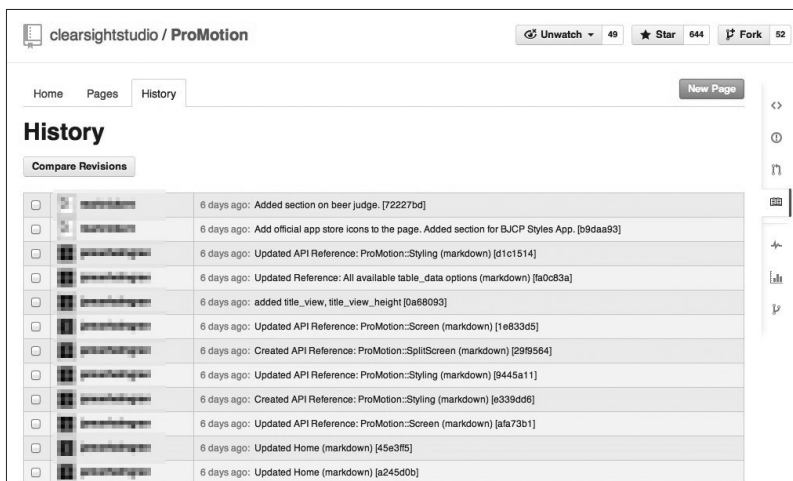 clearsightstudio / ProMotion
Unwatch 49 Star 644 Fork 52
Home Pages History New Page
History
Compare Revisions
6 days ago: Added section on beer judge. [72227bd]
6 days ago: Add official app store icons to the page. Added section for BJCP Styles App. [b9daa93]
6 days ago: Updated API Reference: ProMotion::Styling (markdown) [d1c1514]
6 days ago: Updated Reference: All available table_data options (markdown) [fa0c83a]
6 days ago: added title_view, title_view_height [0a68093]
6 days ago: Updated API Reference: ProMotion::Screen (markdown) [1e833d5]
6 days ago: Created API Reference: ProMotion::SplitScreen (markdown) [29f9564]
6 days ago: Updated API Reference: ProMotion::Styling (markdown) [9445a11]
6 days ago: Created API Reference: ProMotion::Styling (markdown) [e339dd6]
6 days ago: Updated API Reference: ProMotion::Screen (markdown) [afa73b1]
6 days ago: Updated Home (markdown) [45e3ff5]
6 days ago: Updated Home (markdown) [a245d0b]